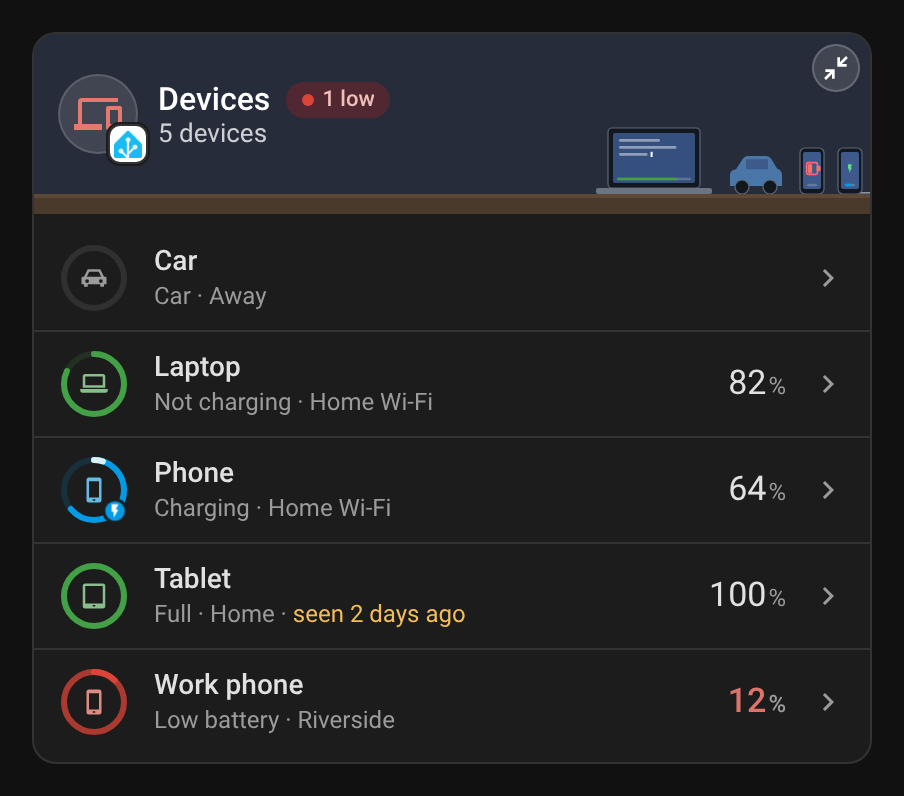 Devices
1 low
5 devices
Car
Car · Away
Laptop
Not charging · Home Wi-Fi
82%
Phone
Charging · Home Wi-Fi
64%
Tablet
Full · Home · seen 2 days ago
100%
Work phone
Low battery · Riverside
12%